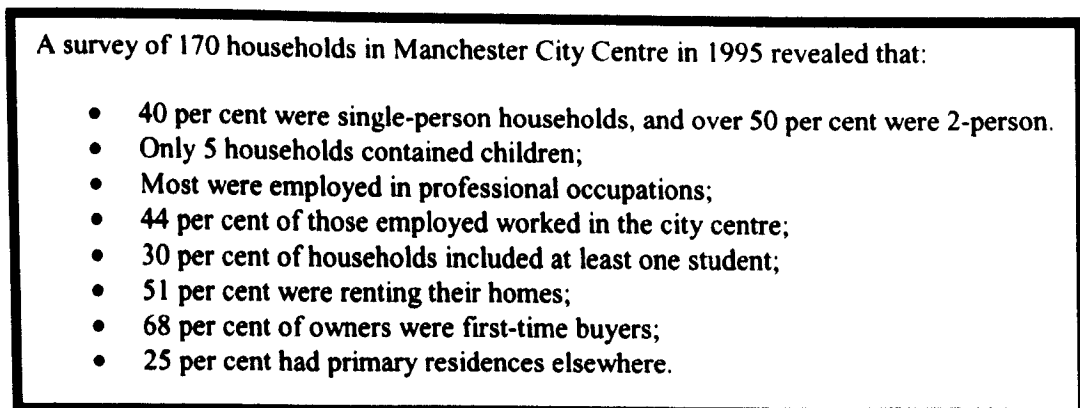 A survey of 170 households in Manchester City Centre in 1995 revealed that:
• 40 per cent were single-person households, and over 50 per cent were 2-person.
• Only 5 households contained children;
• Most were employed in professional occupations;
• 44 per cent of those employed worked in the city centre;
• 30 per cent of households included at least one student;
• 51 per cent were renting their homes;
• 68 per cent of owners were first-time buyers;
• 25 per cent had primary residences elsewhere.